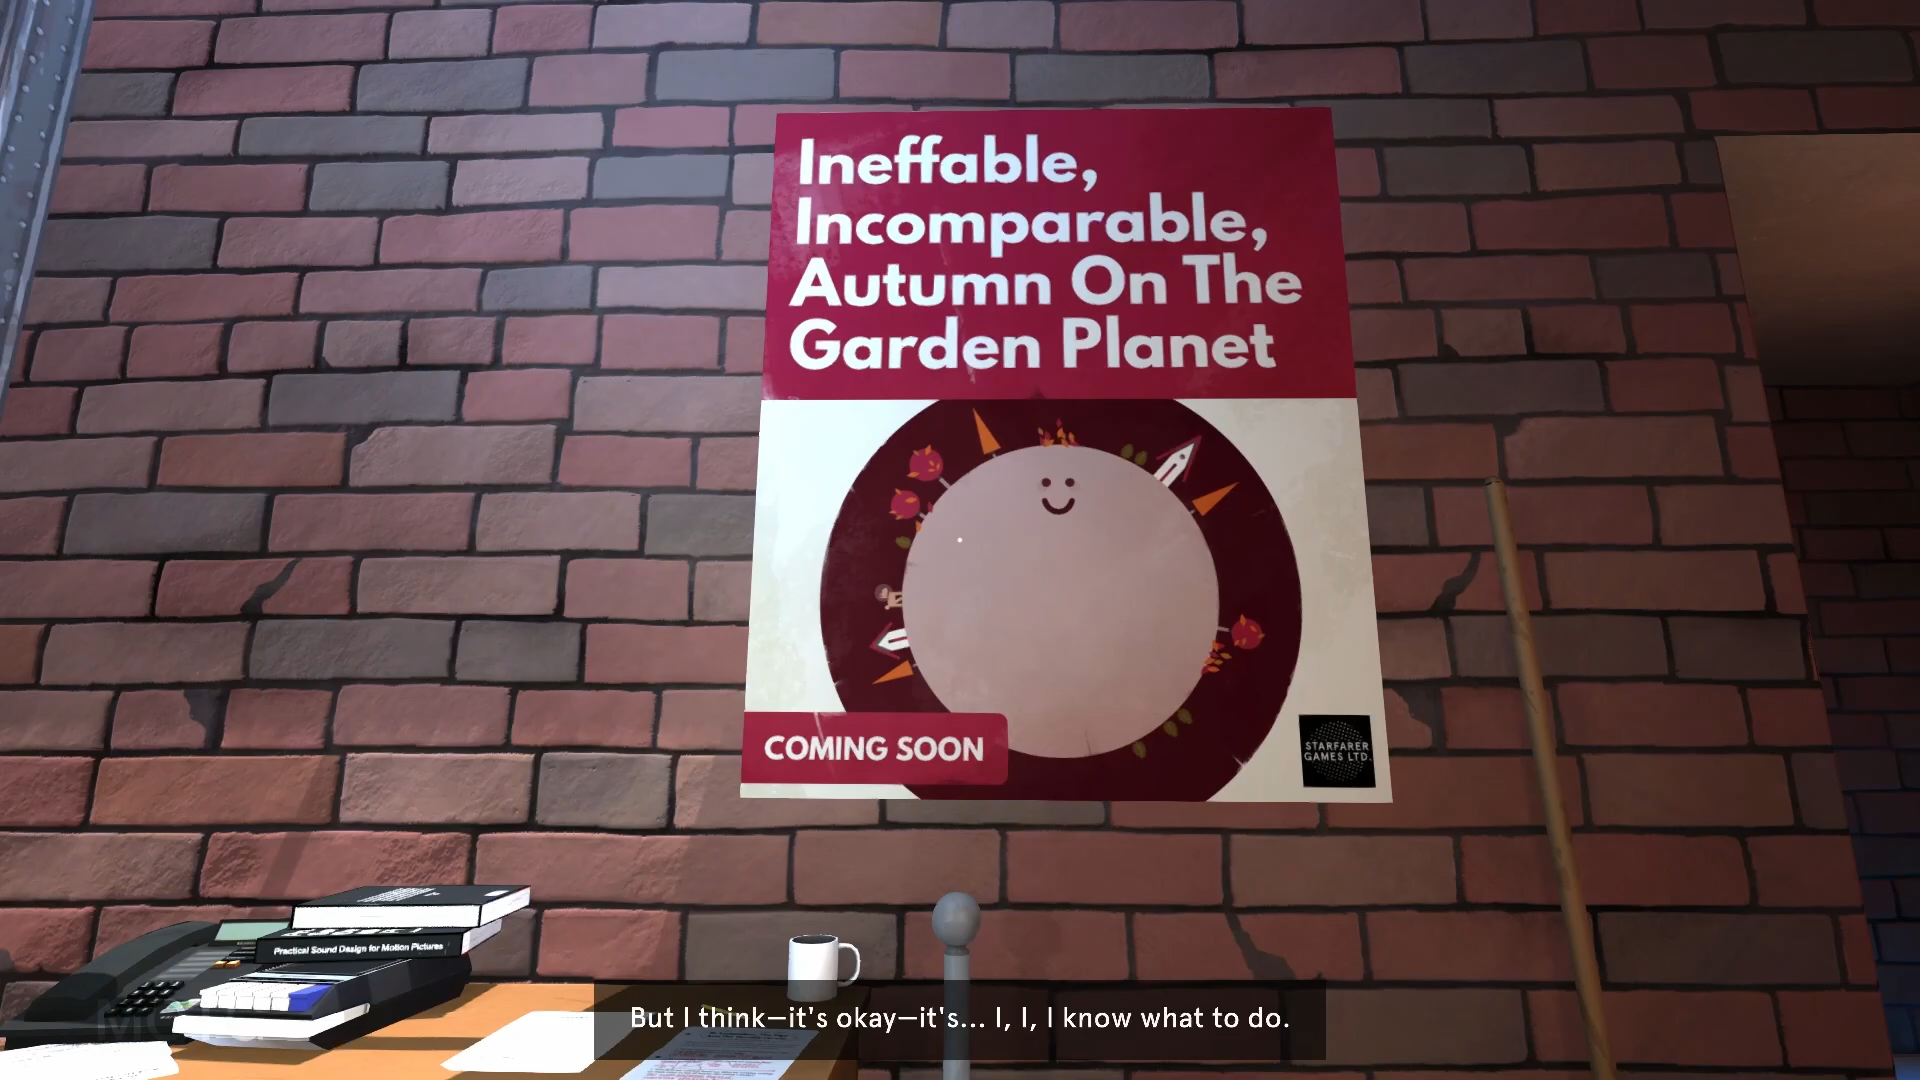 Ineffable,
Incomparable,
Autumn On The
Garden Planet
COMING SOON
STARFARER
GAMES LTD.
Practical Sound Design for Motion Pictures
But I think—it's okay—it's... I, I, I know what to do.